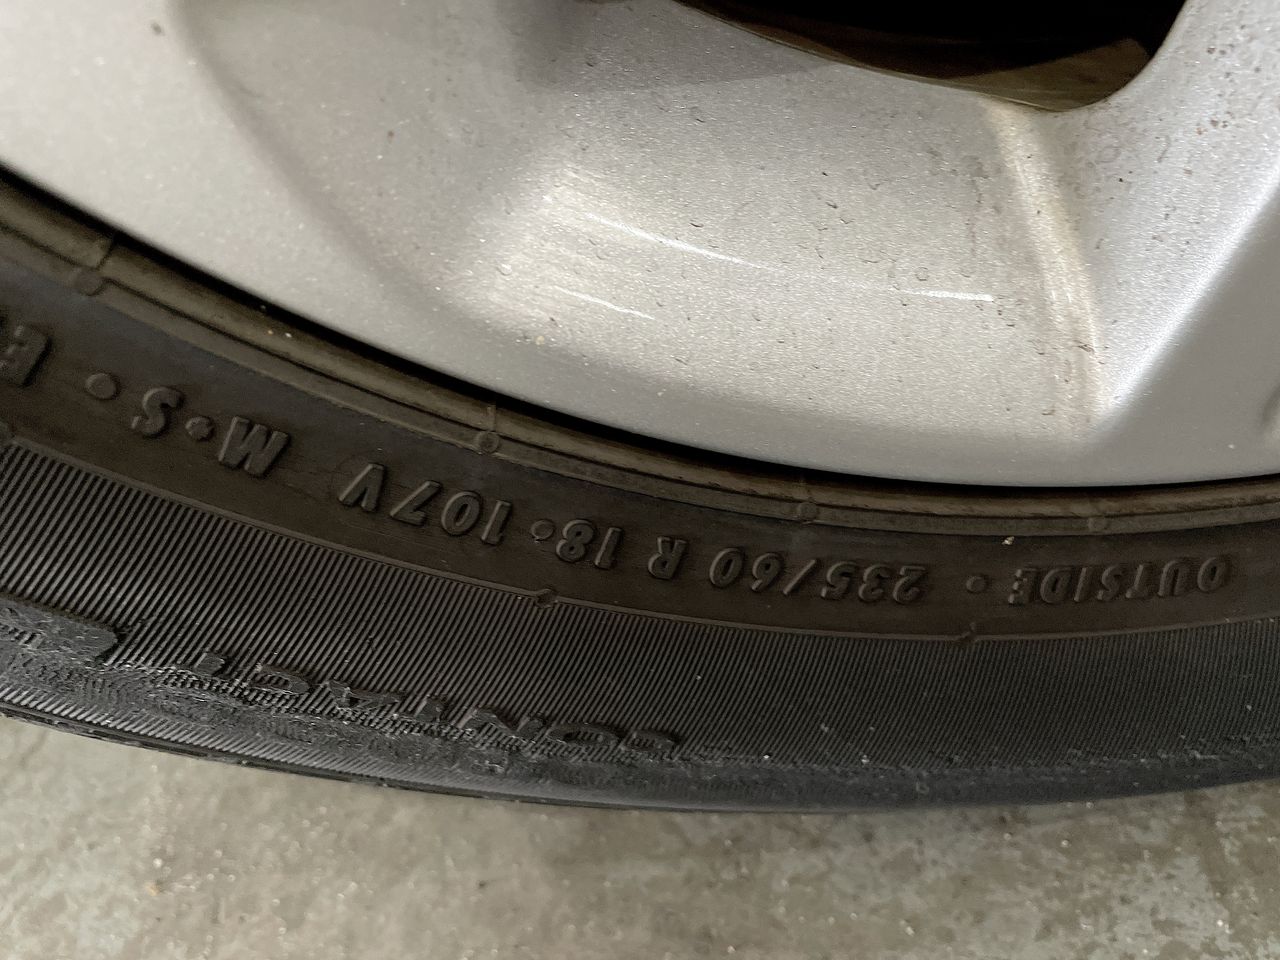 OUTSIDE • 235/60 R 18 • 107V M•S •